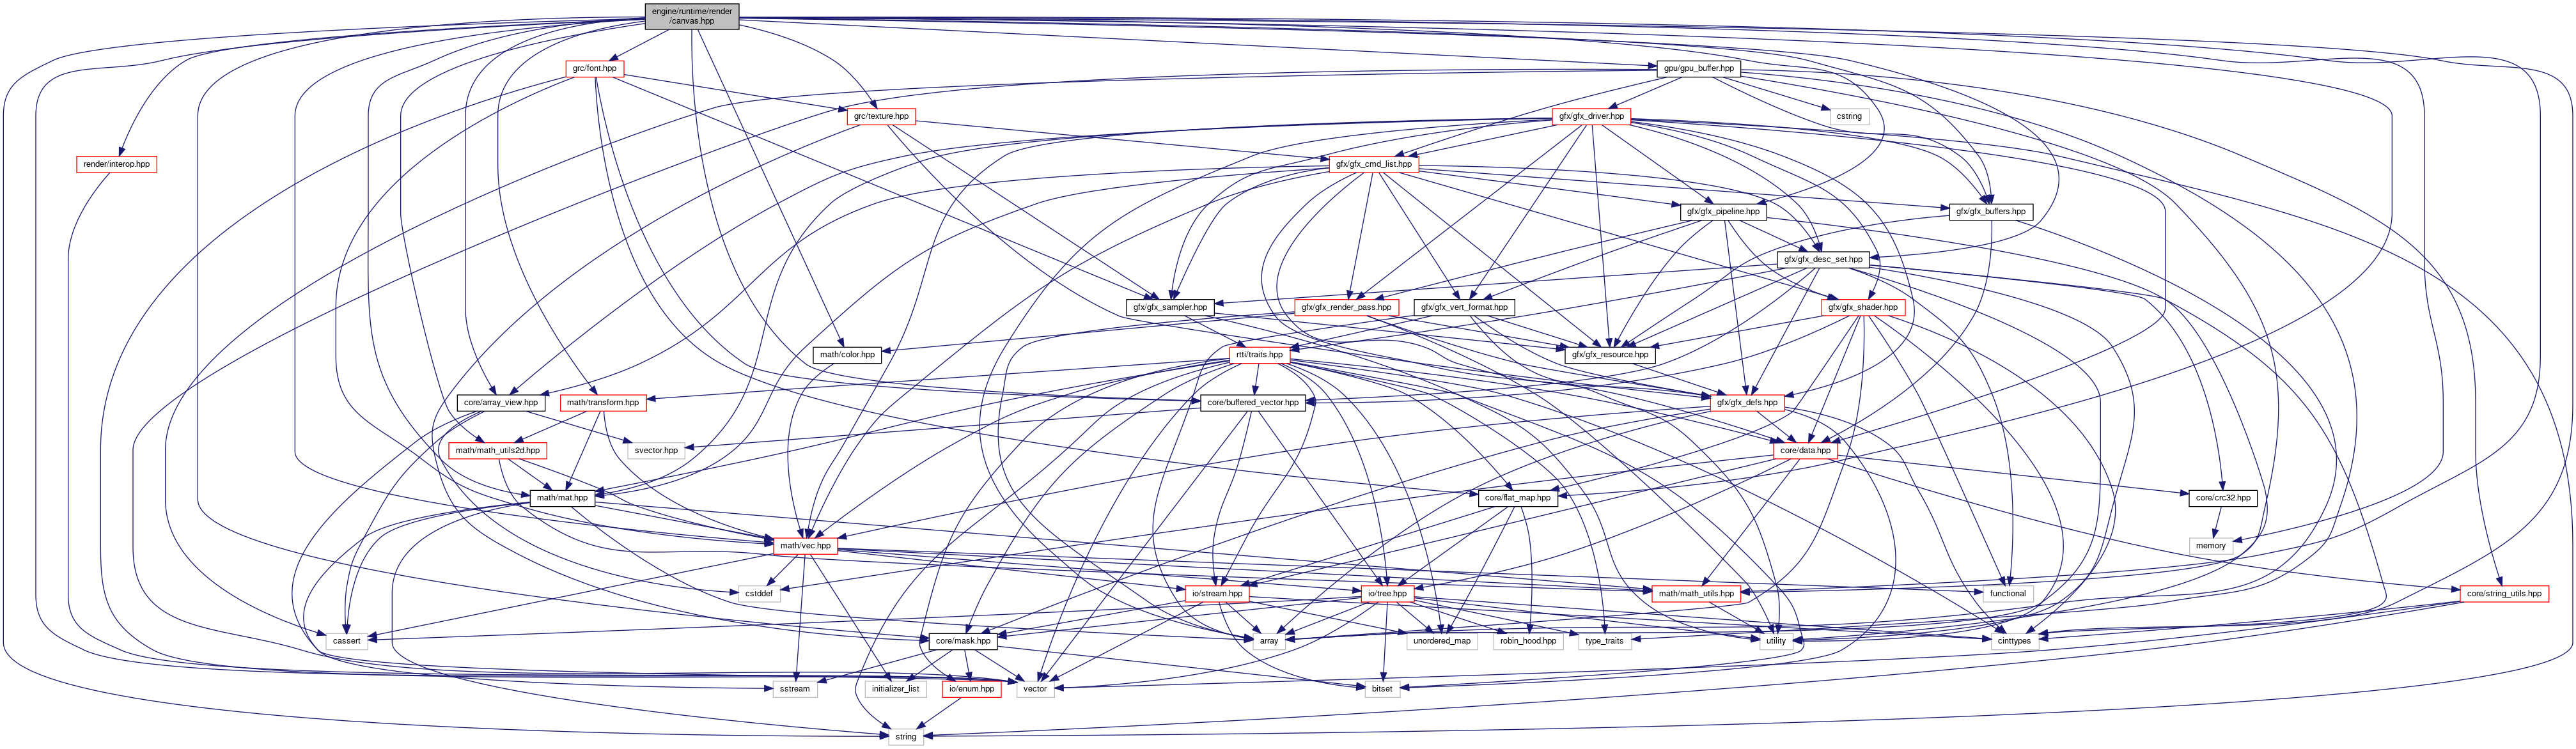 engine/runtime/render
/canvas.hpp
grc/font.hpp
gpu/gpu_buffer.hpp
grc/texture.hpp
gfx/gfx_driver.hpp
cstring
render/interop.hpp
gfx/gfx_cmd_list.hpp
gfx/gfx_pipeline.hpp
gfx/gfx_buffers.hpp
gfx/gfx_desc_set.hpp
gfx/gfx_sampler.hpp
gfx/gfx_render_pass.hpp
gfx/gfx_vert_format.hpp
gfx/gfx_shader.hpp
math/color.hpp
rtti/traits.hpp
gfx/gfx_resource.hpp
core/array_view.hpp
math/transform.hpp
core/buffered_vector.hpp
gfx/gfx_defs.hpp
math/math_utils2d.hpp
svector.hpp
core/data.hpp
math/mat.hpp
core/flat_map.hpp
core/crc32.hpp
math/vec.hpp
memory
cstddef
io/stream.hpp
io/tree.hpp
math/math_utils.hpp
functional
core/string_utils.hpp
cassert
core/mask.hpp
array
unordered_map
robin_hood.hpp
type_traits
utility
cinttypes
sstream
initializer_list
io/enum.hpp
vector
bitset
string